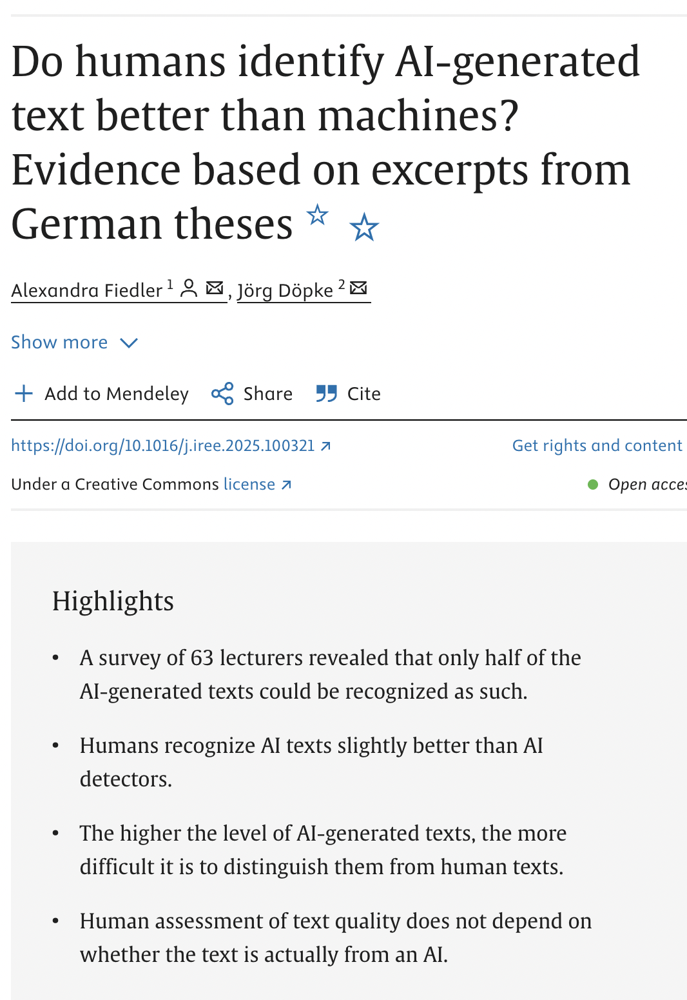 Do humans identify AI-generated
text better than machines?
Evidence based on excerpts from
German theses
Alexandra Fiedler 1 , Jörg Döpke 2
Show more
Add to Mendeley Share Cite
https://doi.org/10.1016/j.iree.2025.100321 Get rights and content
Under a Creative Commons license Open acces
Highlights
• A survey of 63 lecturers revealed that only half of the
AI-generated texts could be recognized as such.
• Humans recognize AI texts slightly better than AI
detectors.
• The higher the level of AI-generated texts, the more
difficult it is to distinguish them from human texts.
• Human assessment of text quality does not depend on
whether the text is actually from an AI.